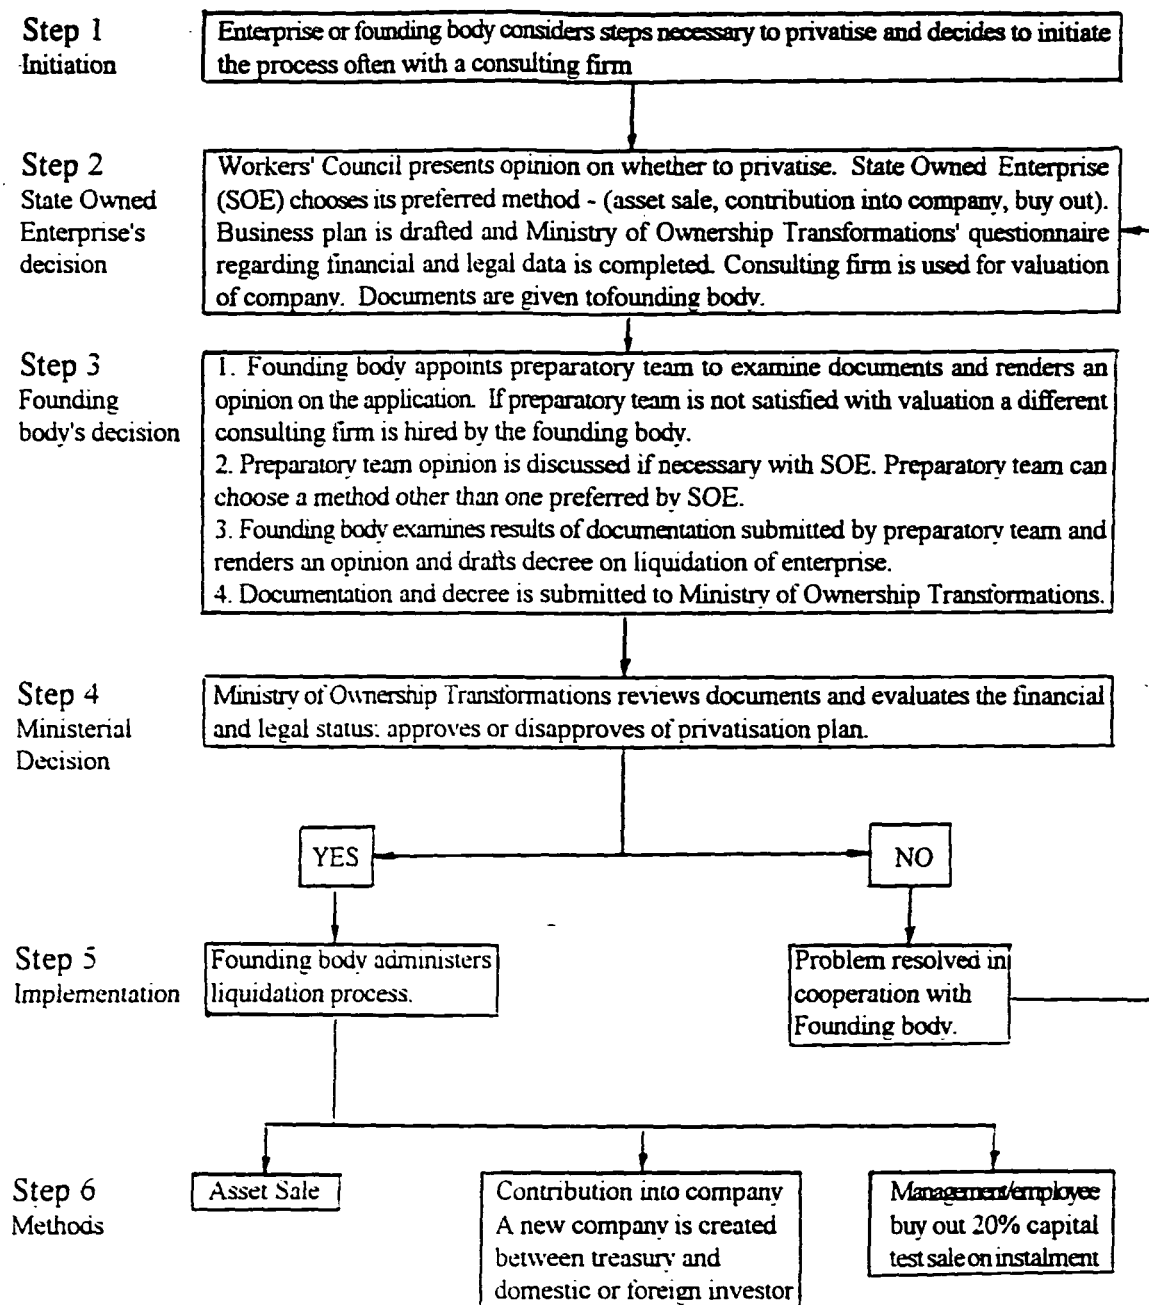 Step 1
Initiation
Enterprise or founding body considers steps necessary to privatise and decides to initiate
the process often with a consulting firm
Step 2
State Owned
Enterprise's
decision
Workers' Council presents opinion on whether to privatise. State Owned Enterprise
(SOE) chooses its preferred method - (asset sale, contribution into company, buy out).
Business plan is drafted and Ministry of Ownership Transformations' questionnaire
regarding financial and legal data is completed. Consulting firm is used for valuation
of company. Documents are given tofounding body.
Step 3
Founding
body's decision
1. Founding body appoints preparatory team to examine documents and renders an
opinion on the application. If preparatory team is not satisfied with valuation a different
consulting firm is hired by the founding body.
2. Preparatory team opinion is discussed if necessary with SOE. Preparatory team can
choose a method other than one preferred by SOE.
3. Founding body examines results of documentation submitted by preparatory team and
renders an opinion and drafts decree on liquidation of enterprise.
4. Documentation and decree is submitted to Ministry of Ownership Transformations.
Step 4
Ministerial
Decision
Ministry of Ownership Transformations reviews documents and evaluates the financial
and legal status: approves or disapproves of privatisation plan.
YES
NO
Step 5
Implementation
Founding body administers
liquidation process.
Problem resolved in
cooperation with
Founding body.
Step 6
Methods
Asset Sale
Contribution into company
A new company is created
between treasury and
domestic or foreign investor
Management/employee
buy out 20% capital
test sale on instalment